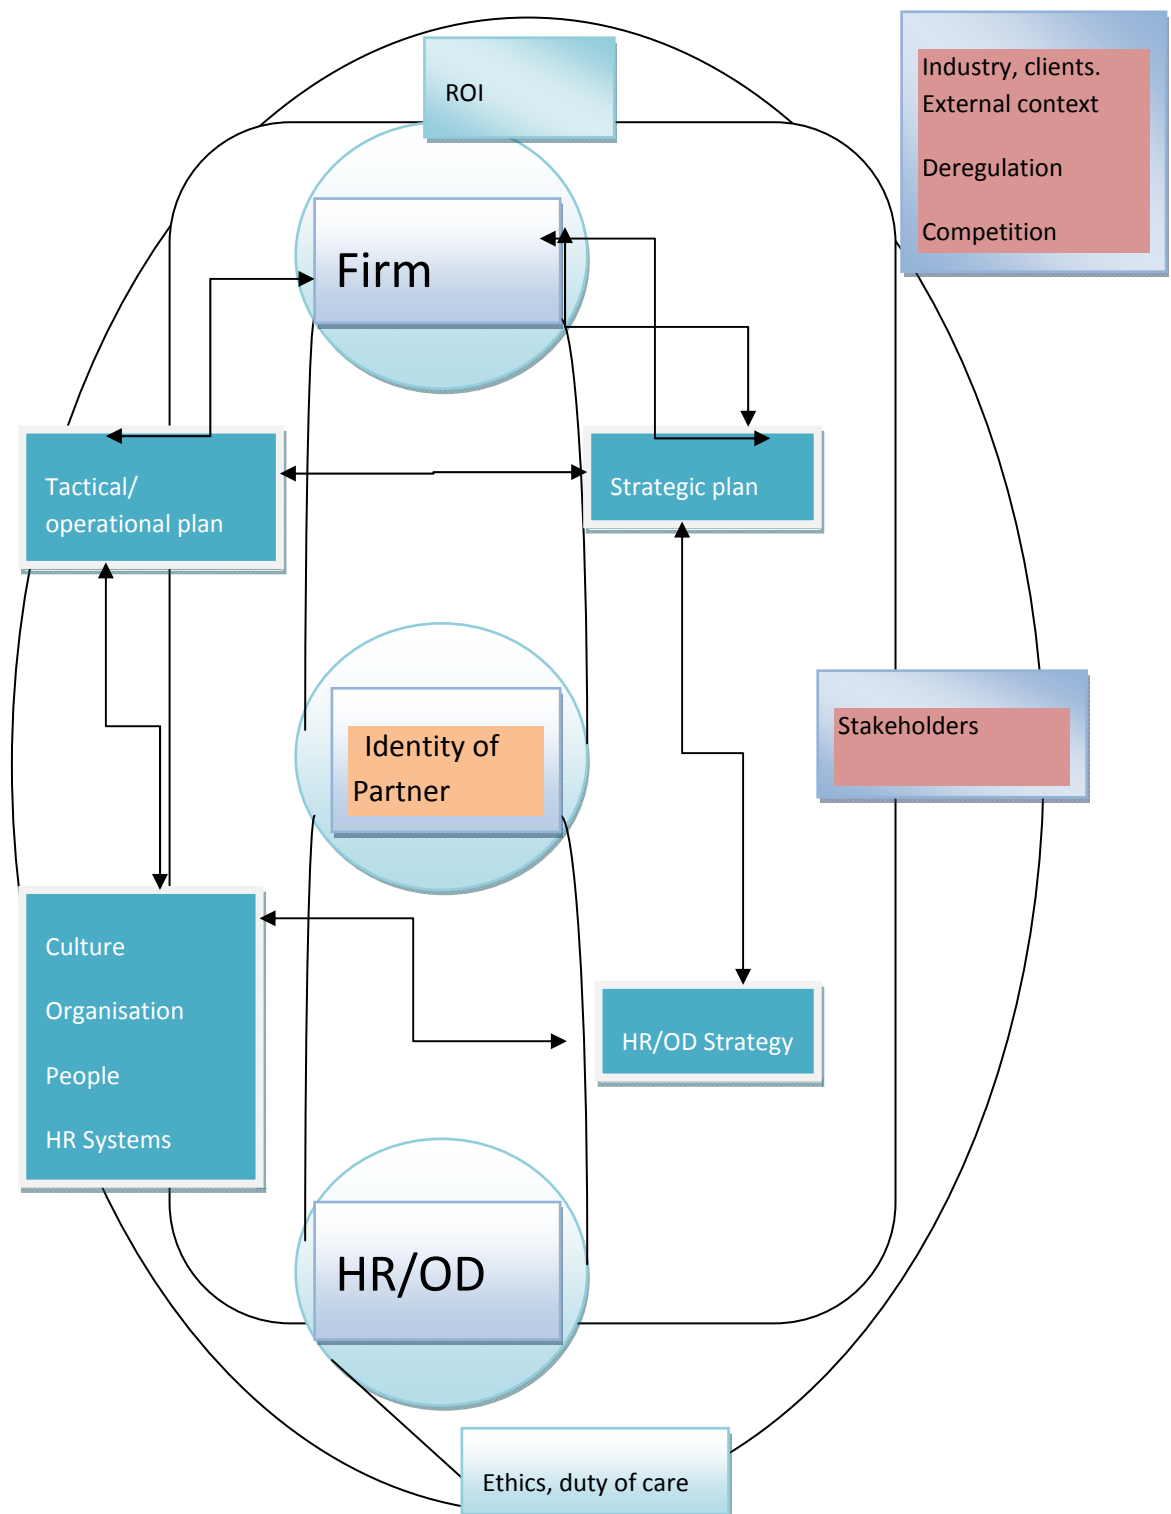 ROI
Industry, clients.
External context
Deregulation
Competition
Firm
Tactical/
operational plan
Strategic plan
Identity of
Partner
Stakeholders
Culture
Organisation
People
HR Systems
HR/OD Strategy
HR/OD
Ethics, duty of care